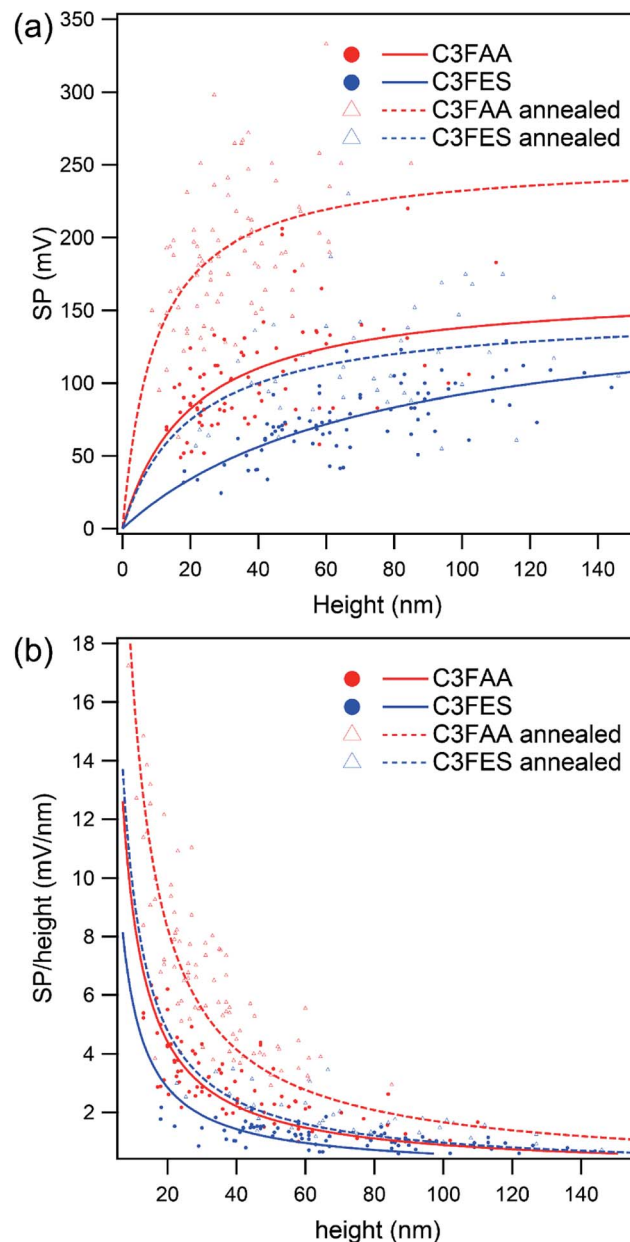 (a)
350
300
250
200
150
100
50
0
SP (mV)
C3FAA
C3FES
C3FAA annealed
C3FES annealed
0 20 40 60 80 100 120 140
Height (nm)
(b)
18
16
14
12
10
8
6
4
2
SP/height (mV/nm)
C3FAA
C3FES
C3FAA annealed
C3FES annealed
20 40 60 80 100 120 140
height (nm)